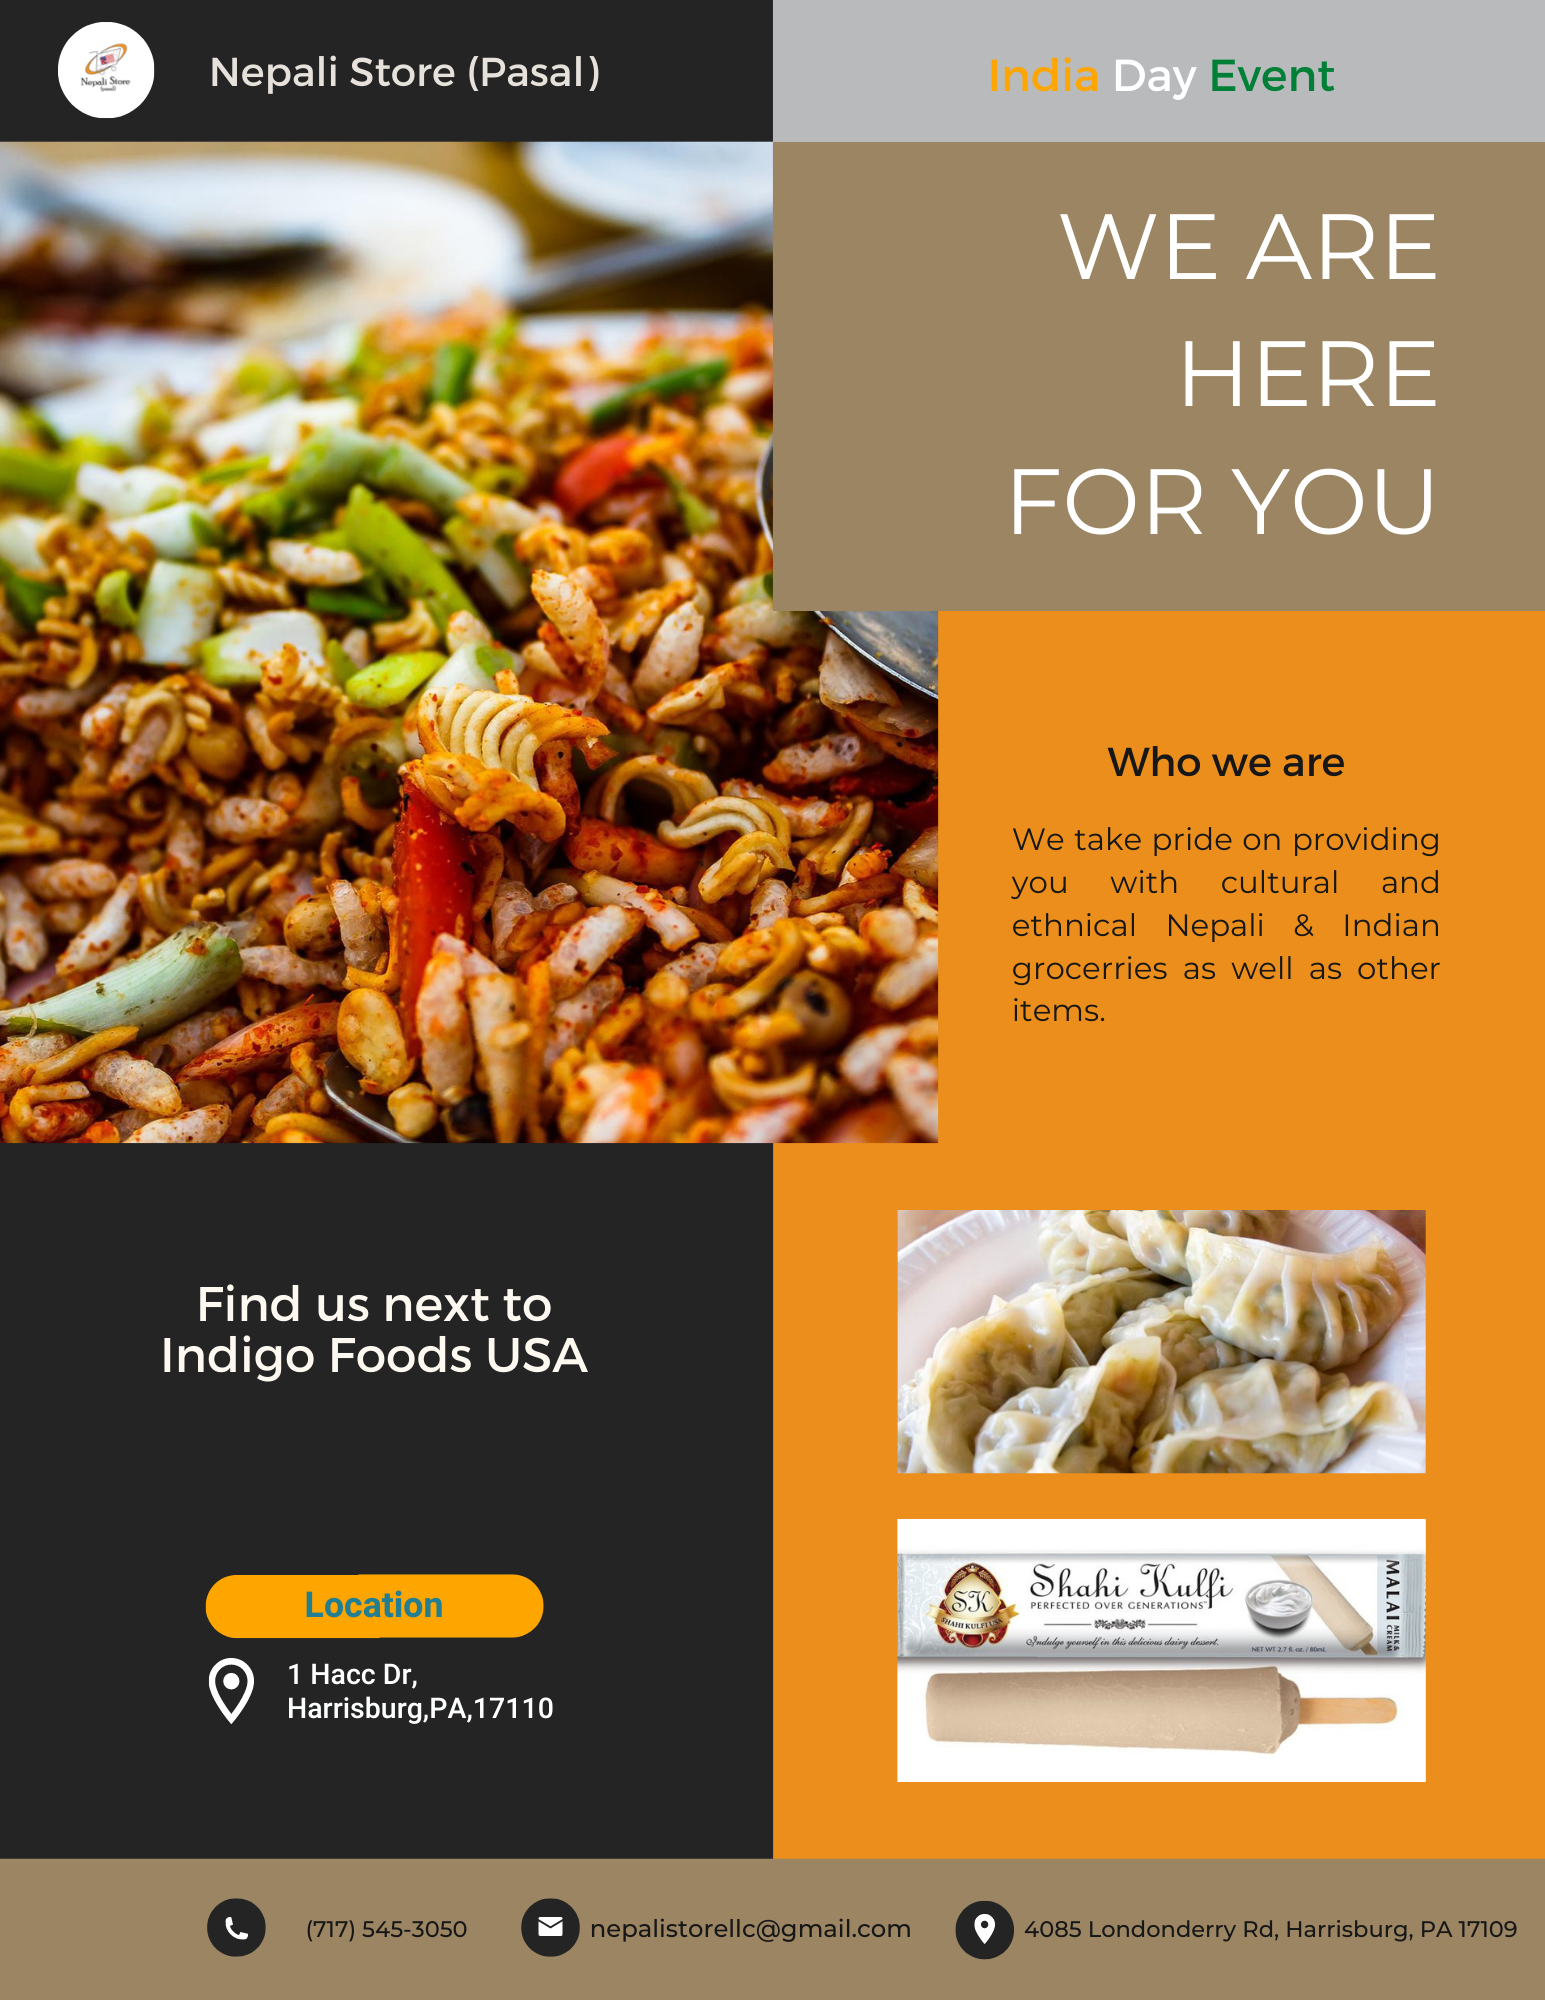 Nepali Store
(pasal)
Nepali Store (Pasal)
India Day Event
WE ARE
HERE
FOR YOU
Who we are
We take pride on providing
you with cultural and
ethnical Nepali & Indian
grocerries as well as other
items.
Find us next to
Indigo Foods USA
Location
1 Hacc Dr,
Harrisburg,PA,17110
SK
SHAHI KULFI USA
Shahi Kulfi
PERFECTED OVER GENERATIONS
Indulge yourself in this delicious dairy dessert.
NET WT 2.7 fl. oz. / 80mL
MALAI
MILK &
CREAM
(717) 545-3050
nepalistorellc@gmail.com
4085 Londonderry Rd, Harrisburg, PA 17109